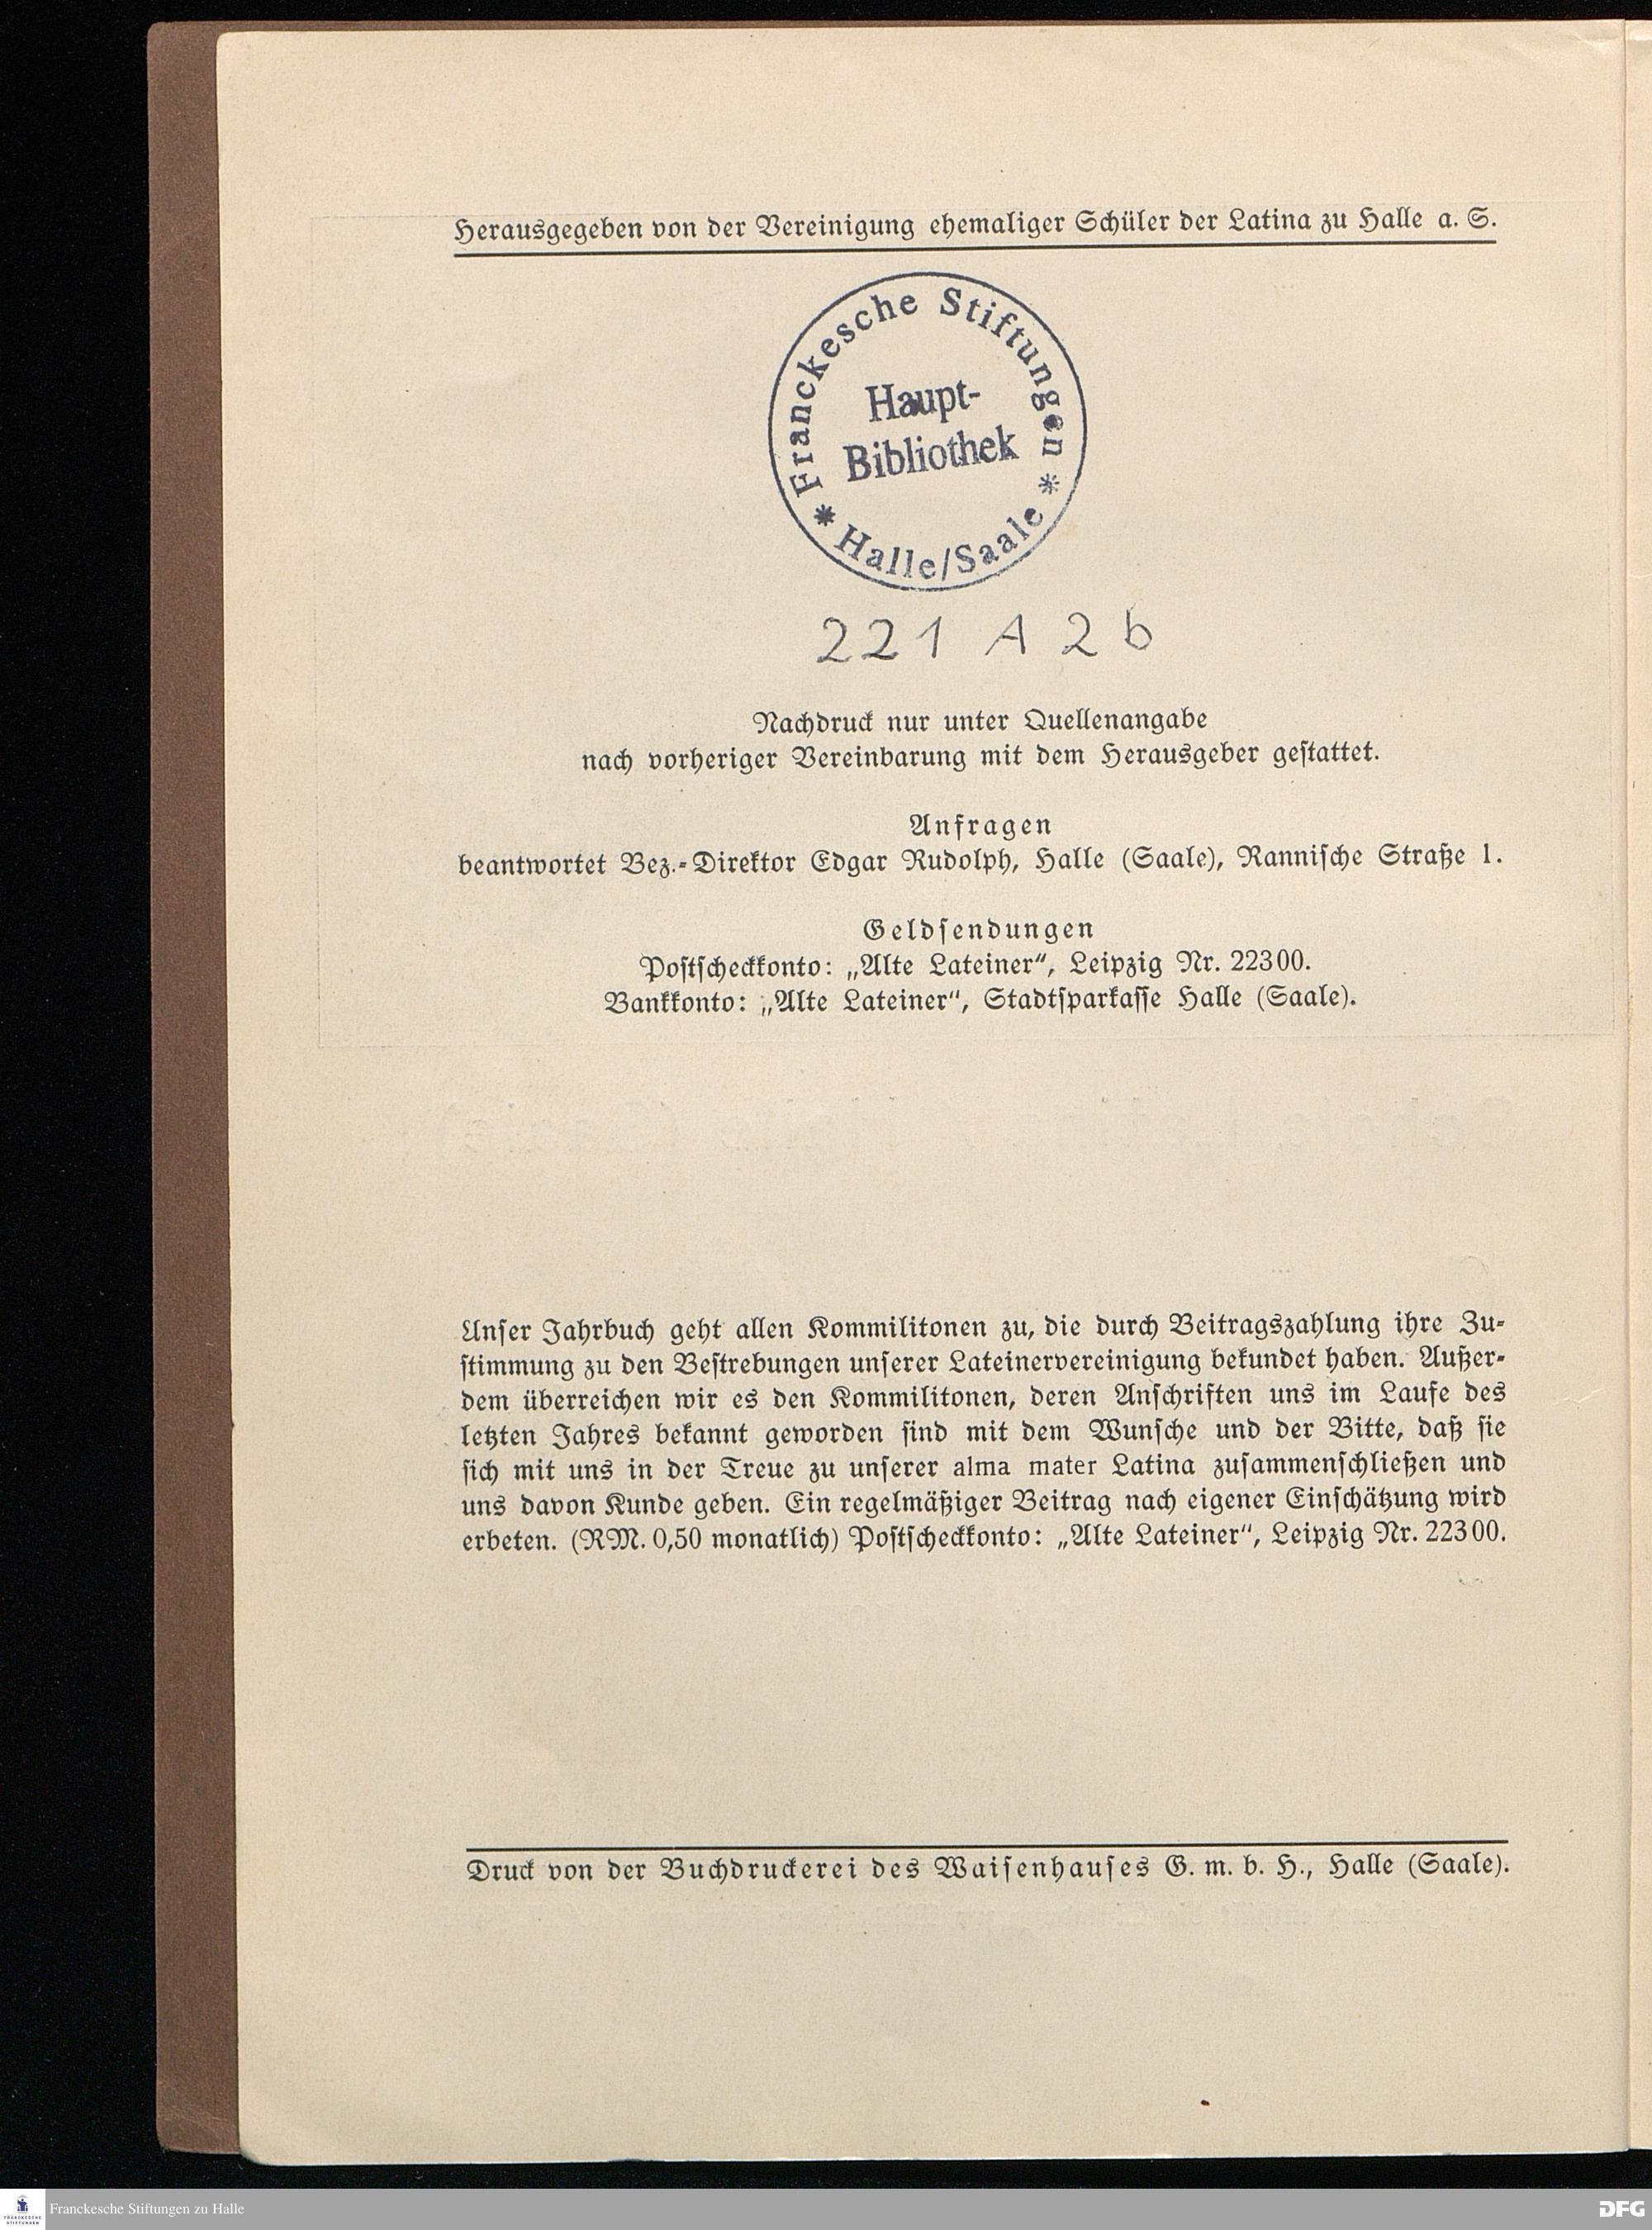 Herausgegeben von der Vereinigung ehemaliger Schüler der Latina zu Halle a. S.
Franckesche Stiftungen
Haupt-
Bibliothek
* Halle/Saale *
221 A 2 b
Nachdruck nur unter Quellenangabe
nach vorheriger Vereinbarung mit dem Herausgeber gestattet.
Anfragen
beantwortet Bez.-Direktor Edgar Rudolph, Halle (Saale), Rannische Straße 1.
Geldsendungen
Postscheckkonto: „Alte Lateiner“, Leipzig Nr. 22300.
Bankkonto: „Alte Lateiner“, Stadtsparkasse Halle (Saale).
Unser Jahrbuch geht allen Kommilitonen zu, die durch Beitragszahlung ihre Zu-
stimmung zu den Bestrebungen unserer Lateinervereinigung bekundet haben. Außer-
dem überreichen wir es den Kommilitonen, deren Anschriften uns im Laufe des
letzten Jahres bekannt geworden sind mit dem Wunsche und der Bitte, daß sie
sich mit uns in der Treue zu unserer alma mater Latina zusammenschließen und
uns davon Kunde geben. Ein regelmäßiger Beitrag nach eigener Einschätzung wird
erbeten. (RM. 0,50 monatlich) Postscheckkonto: „Alte Lateiner“, Leipzig Nr. 22300.
Druck von der Buchdruckerei des Waisenhauses G. m. b. H., Halle (Saale).
FRANCKESCHE
STIFTUNGEN
Franckesche Stiftungen zu Halle
DFG